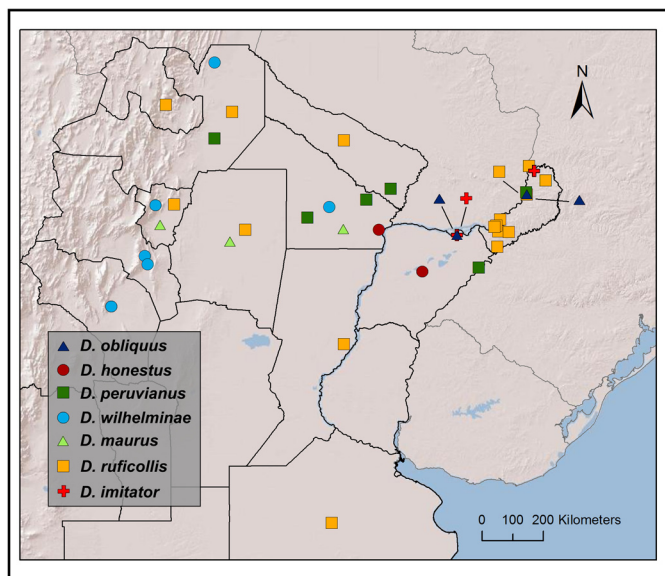 N
D. obliquus
D. honestus
D. peruvianus
D. wilhelminae
D. maurus
D. ruficollis
D. imitator
0 100 200 Kilometers